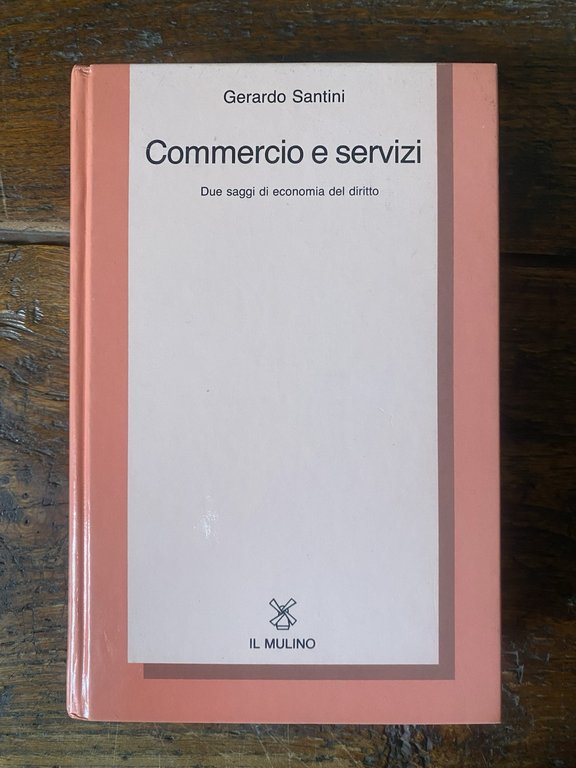 Gerardo Santini
Commercio e servizi
Due saggi di economia del diritto
IL MULINO